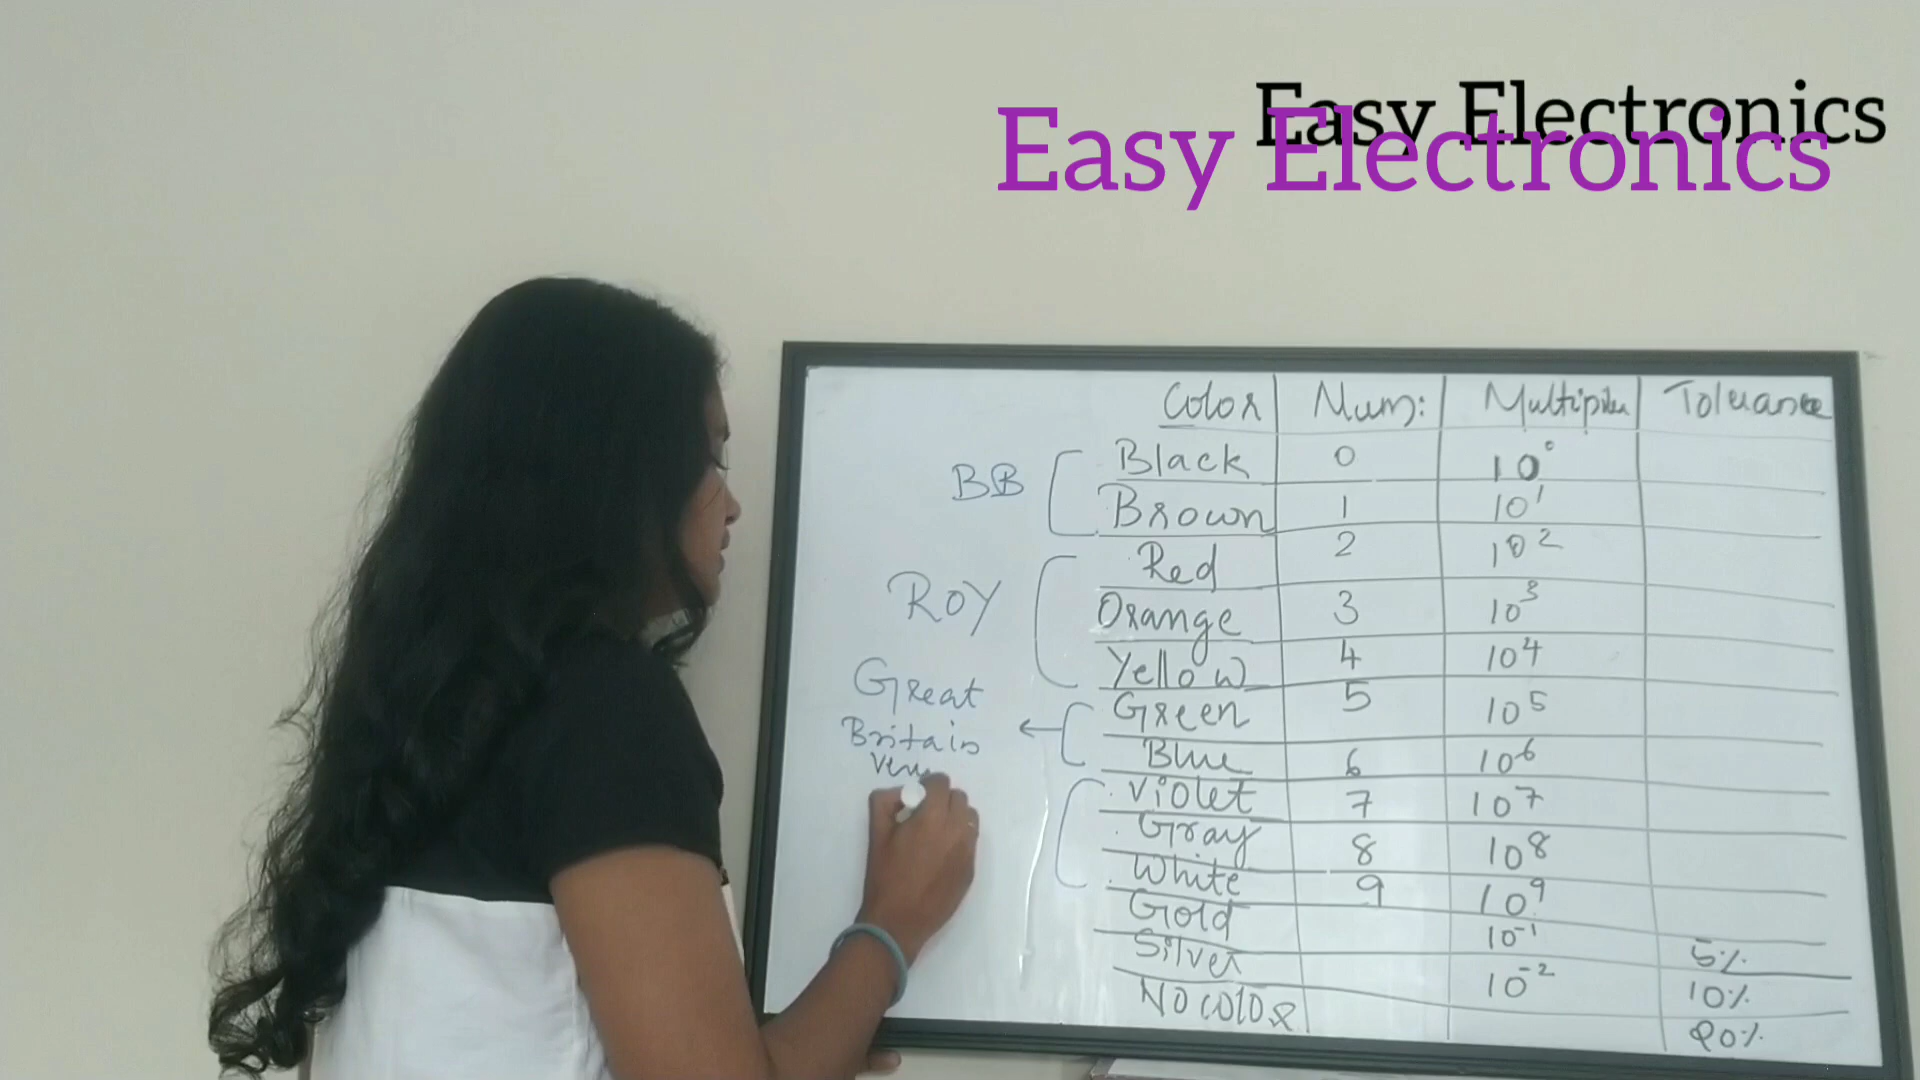 Easy Electronics
Easy Electronics
Color Num: Multiplier Tolerance
Black 0 10⁰
BB
Brown 1 10¹
Red 2 10²
ROY
Orange 3 10³
Yellow 4 10⁴
Great
Green 5 10⁵
Britain
Blue 6 10⁶
Very
Violet 7 10⁷
Gray 8 10⁸
White 9 10⁹
Gold 10⁻¹ 5%
Silver 10⁻² 10%
No color 20%